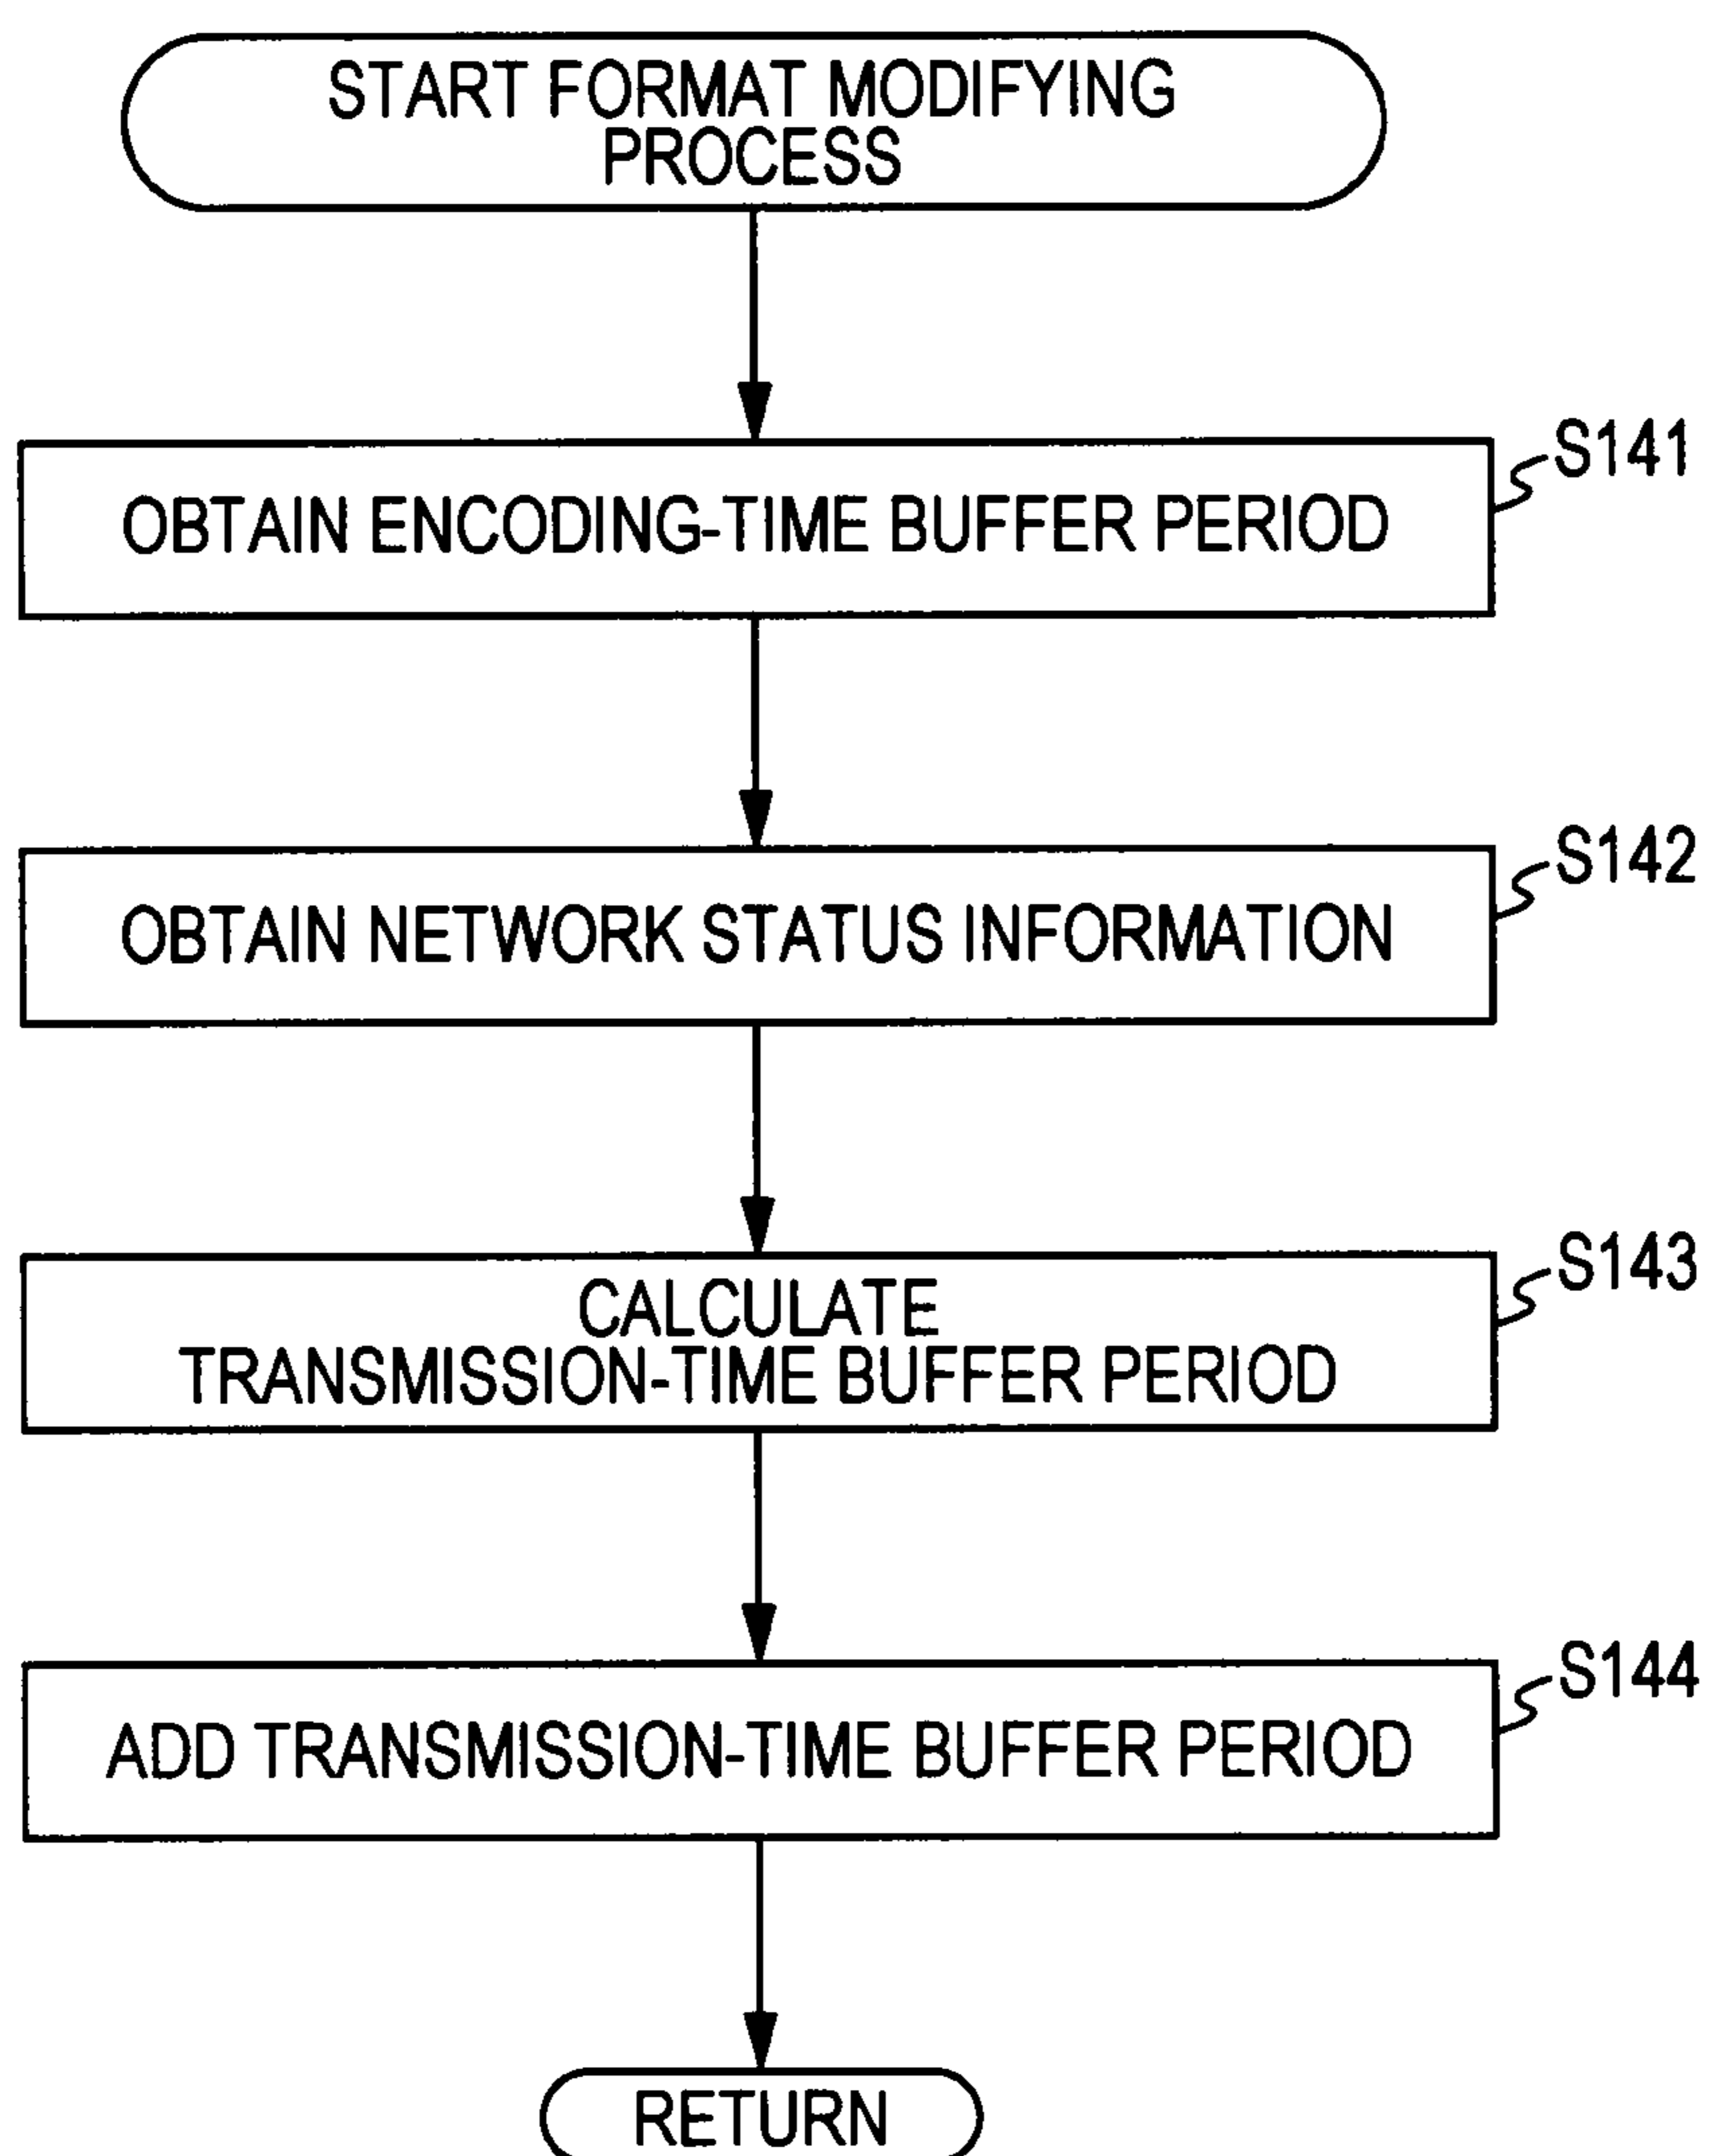 START FORMAT MODIFYING
PROCESS
S141
OBTAIN ENCODING-TIME BUFFER PERIOD
S142
OBTAIN NETWORK STATUS INFORMATION
S143
CALCULATE
TRANSMISSION-TIME BUFFER PERIOD
S144
ADD TRANSMISSION-TIME BUFFER PERIOD
RETURN